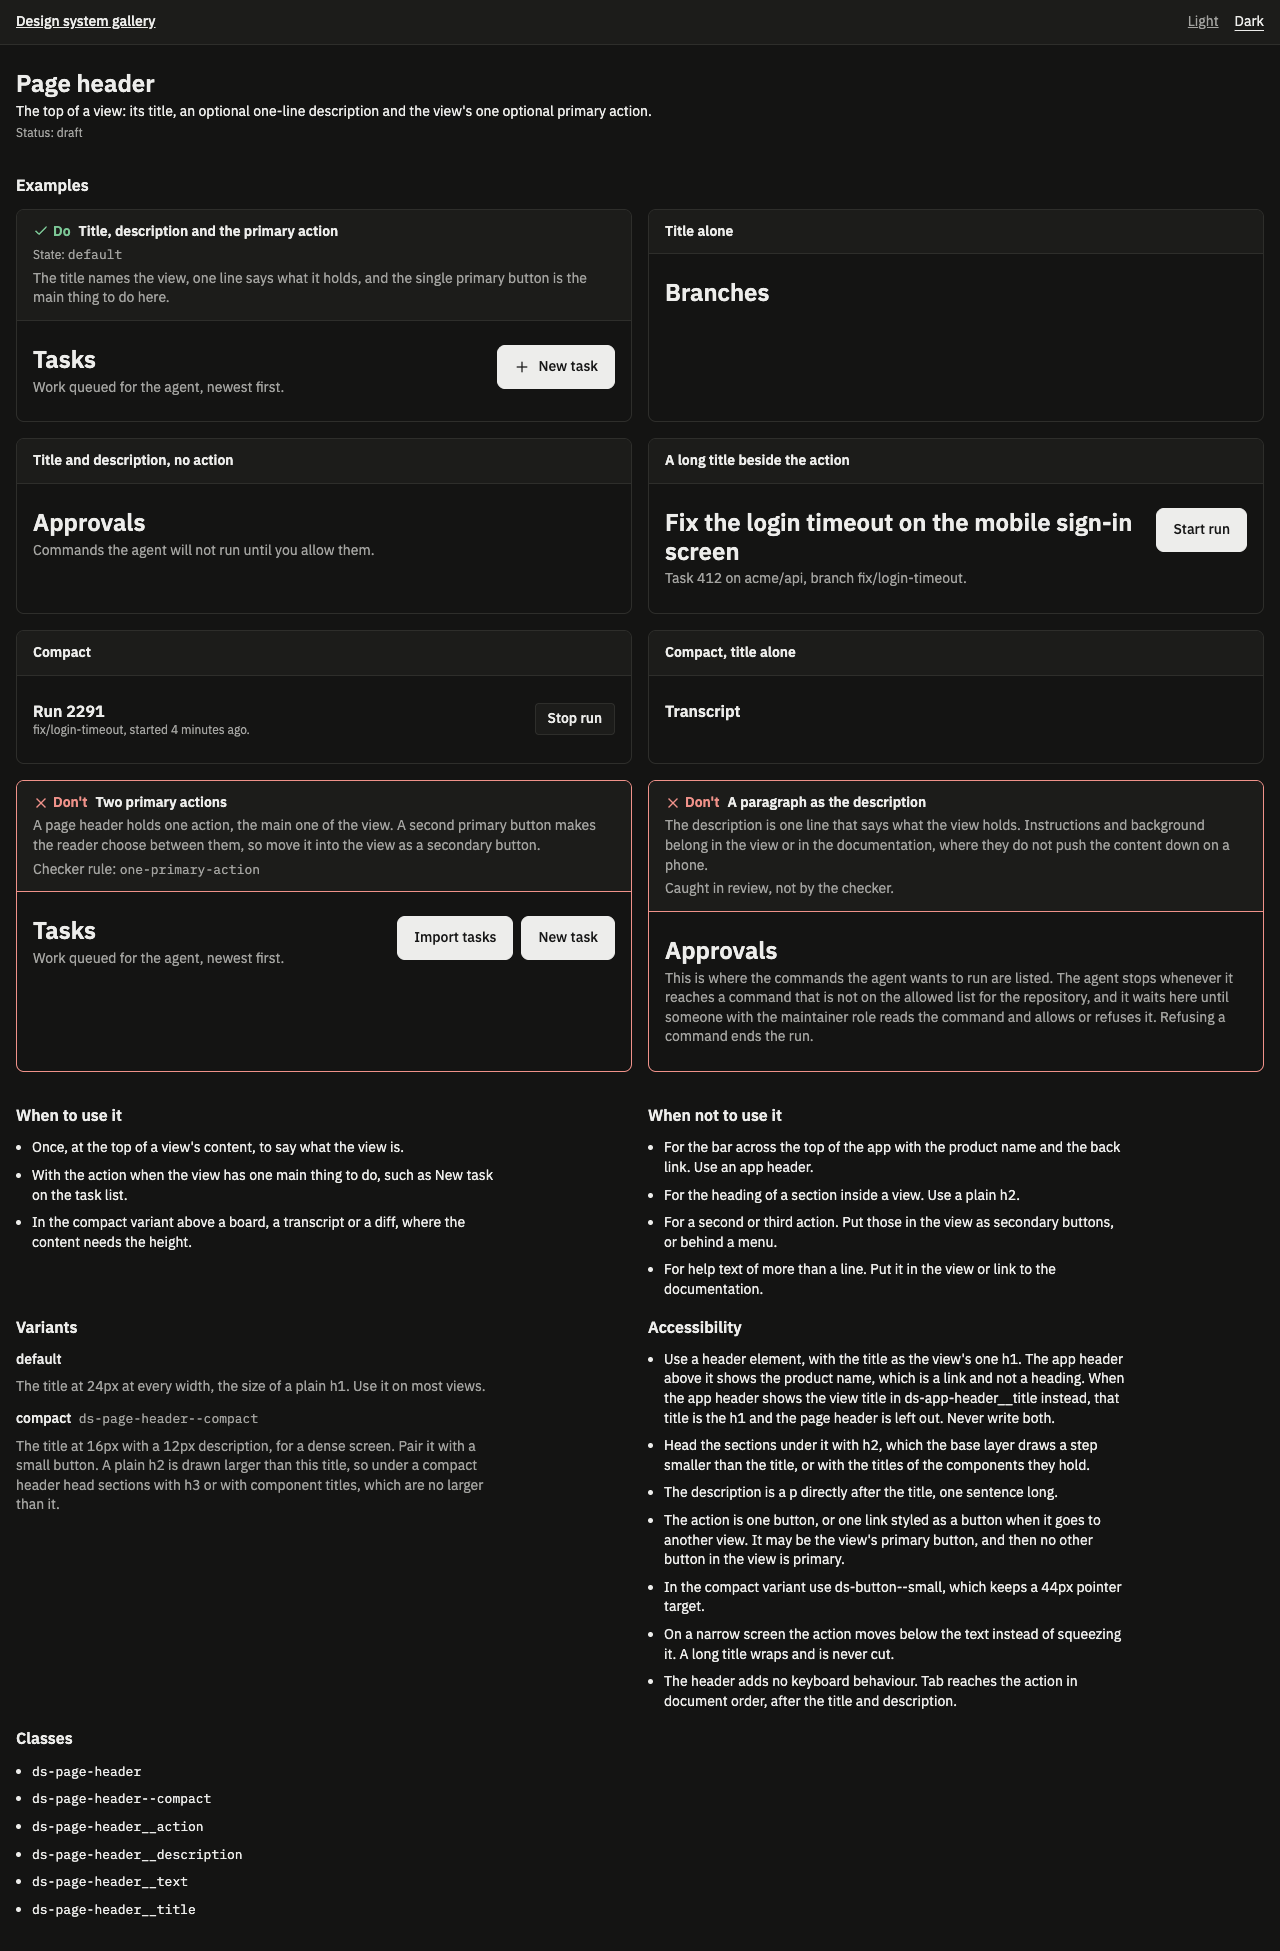 Design system gallery
Light
Dark
Page header
The top of a view: its title, an optional one-line description and the view's one optional primary action.
Status: draft
Examples
Do Title, description and the primary action
State: default
The title names the view, one line says what it holds, and the single primary button is the
main thing to do here.
Tasks
Work queued for the agent, newest first.
New task
Title alone
Branches
Title and description, no action
Approvals
Commands the agent will not run until you allow them.
A long title beside the action
Fix the login timeout on the mobile sign-in
screen
Task 412 on acme/api, branch fix/login-timeout.
Start run
Compact
Run 2291
fix/login-timeout, started 4 minutes ago.
Stop run
Compact, title alone
Transcript
Don't Two primary actions
A page header holds one action, the main one of the view. A second primary button makes
the reader choose between them, so move it into the view as a secondary button.
Checker rule: one-primary-action
Tasks
Work queued for the agent, newest first.
Import tasks
New task
Don't A paragraph as the description
The description is one line that says what the view holds. Instructions and background
belong in the view or in the documentation, where they do not push the content down on a
phone.
Caught in review, not by the checker.
Approvals
This is where the commands the agent wants to run are listed. The agent stops whenever it
reaches a command that is not on the allowed list for the repository, and it waits here until
someone with the maintainer role reads the command and allows or refuses it. Refusing a
command ends the run.
When to use it
Once, at the top of a view's content, to say what the view is.
With the action when the view has one main thing to do, such as New task
on the task list.
In the compact variant above a board, a transcript or a diff, where the
content needs the height.
When not to use it
For the bar across the top of the app with the product name and the back
link. Use an app header.
For the heading of a section inside a view. Use a plain h2.
For a second or third action. Put those in the view as secondary buttons,
or behind a menu.
For help text of more than a line. Put it in the view or link to the
documentation.
Variants
default
The title at 24px at every width, the size of a plain h1. Use it on most views.
compact ds-page-header--compact
The title at 16px with a 12px description, for a dense screen. Pair it with a
small button. A plain h2 is drawn larger than this title, so under a compact
header head sections with h3 or with component titles, which are no larger
than it.
Accessibility
Use a header element, with the title as the view's one h1. The app header
above it shows the product name, which is a link and not a heading. When
the app header shows the view title in ds-app-header__title instead, that
title is the h1 and the page header is left out. Never write both.
Head the sections under it with h2, which the base layer draws a step
smaller than the title, or with the titles of the components they hold.
The description is a p directly after the title, one sentence long.
The action is one button, or one link styled as a button when it goes to
another view. It may be the view's primary button, and then no other
button in the view is primary.
In the compact variant use ds-button--small, which keeps a 44px pointer
target.
On a narrow screen the action moves below the text instead of squeezing
it. A long title wraps and is never cut.
The header adds no keyboard behaviour. Tab reaches the action in
document order, after the title and description.
Classes
ds-page-header
ds-page-header--compact
ds-page-header__action
ds-page-header__description
ds-page-header__text
ds-page-header__title